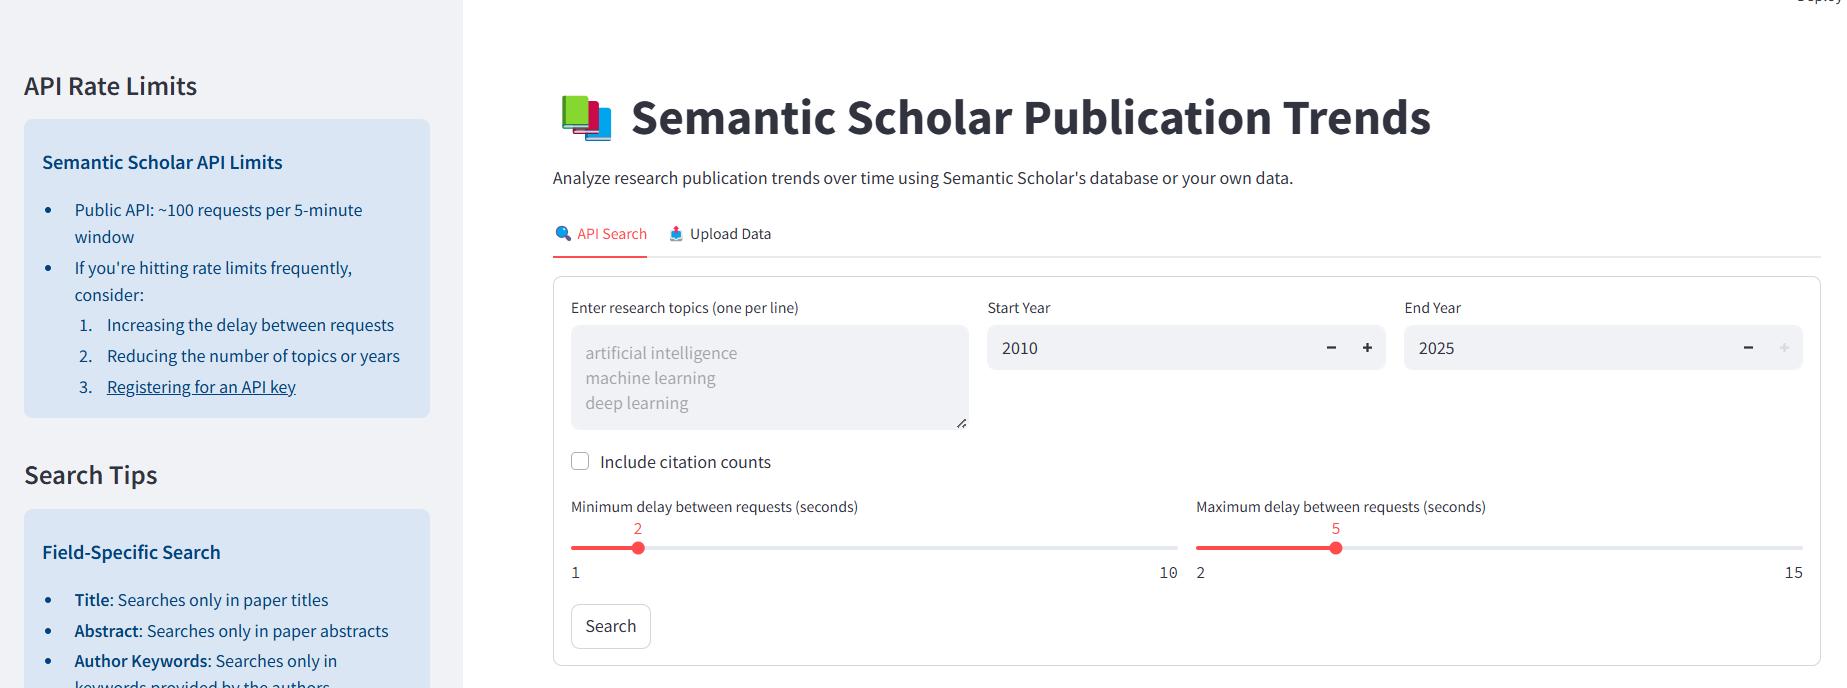 API Rate Limits
Semantic Scholar API Limits
• Public API: ~100 requests per 5-minute
window
• If you're hitting rate limits frequently,
consider:
1. Increasing the delay between requests
2. Reducing the number of topics or years
3. Registering for an API key
Search Tips
Field-Specific Search
• Title: Searches only in paper titles
• Abstract: Searches only in paper abstracts
• Author Keywords: Searches only in
keywords provided by the authors
Semantic Scholar Publication Trends
Analyze research publication trends over time using Semantic Scholar's database or your own data.
API Search
Upload Data
Enter research topics (one per line)
artificial intelligence
machine learning
deep learning
Start Year
2010
End Year
2025
Include citation counts
Minimum delay between requests (seconds)
2
1 10
Maximum delay between requests (seconds)
5
2 15
Search